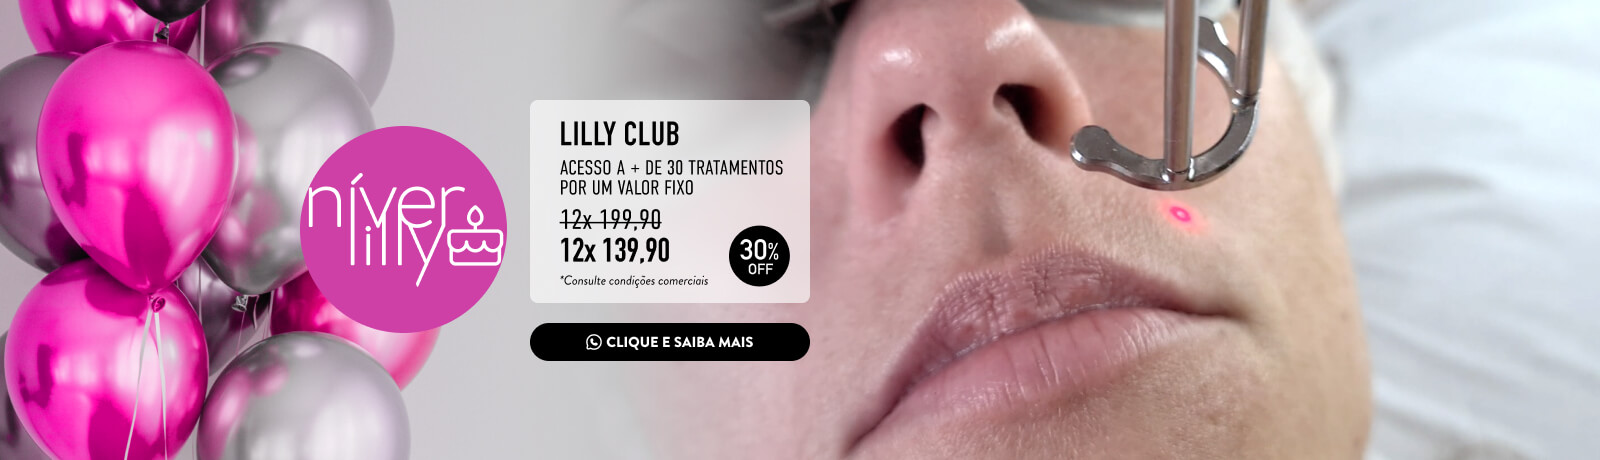 níver
lilly
LILLY CLUB
ACESSO A + DE 30 TRATAMENTOS
POR UM VALOR FIXO
12x 199,90
12x 139,90
30%
OFF
*Consulte condições comerciais
CLIQUE E SAIBA MAIS